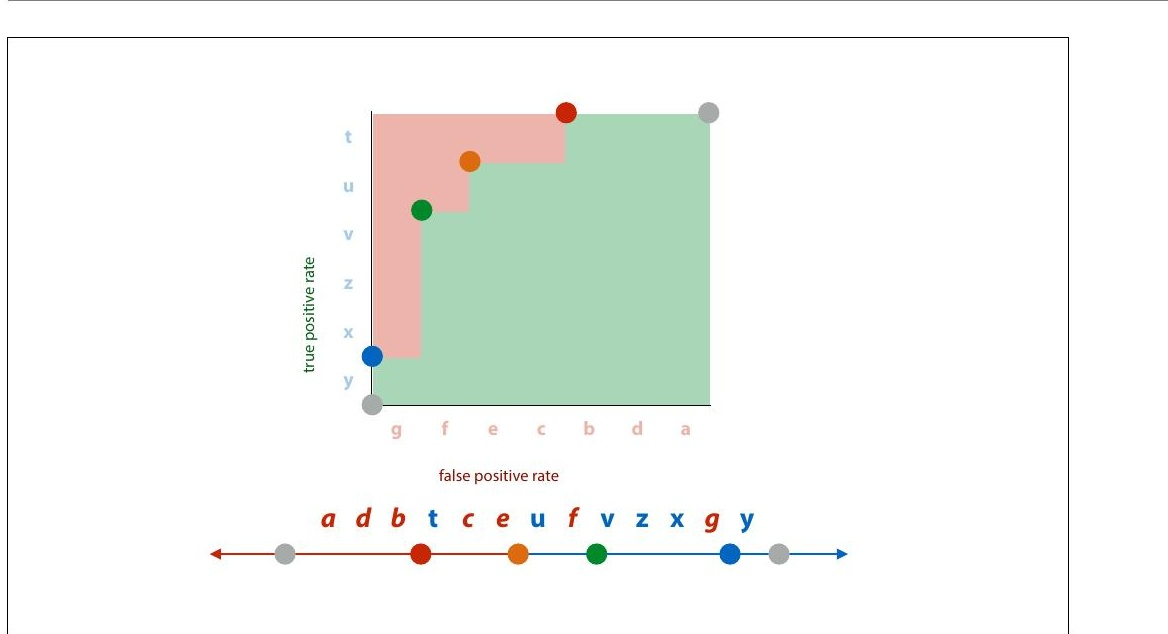 t
u
v
z
x
y
true positive rate
g f e c b d a
false positive rate
a d b t c e u f v z x g y